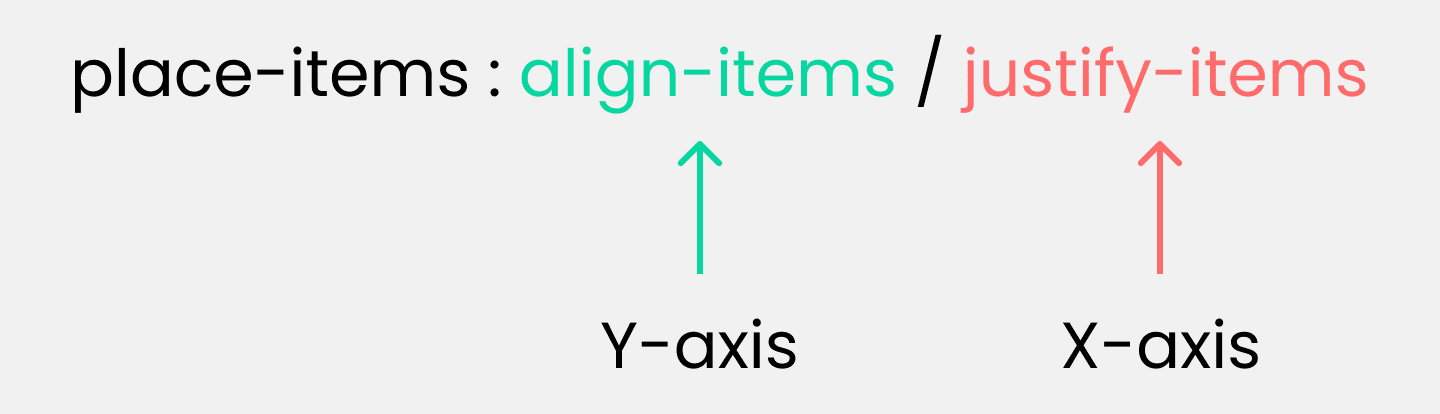 place-items : align-items / justify-items
Y-axis X-axis